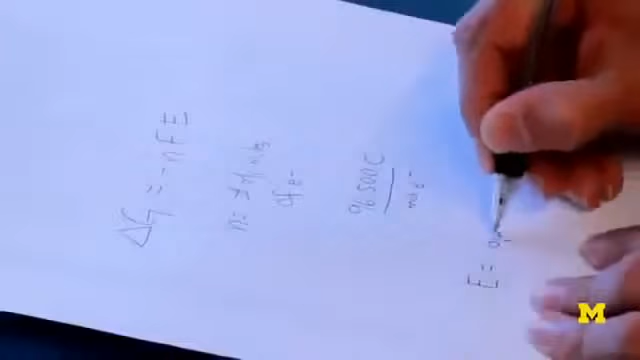 ΔG = -nFE
n: # of mols
of e⁻
96 500 C
mol e⁻
E =
M